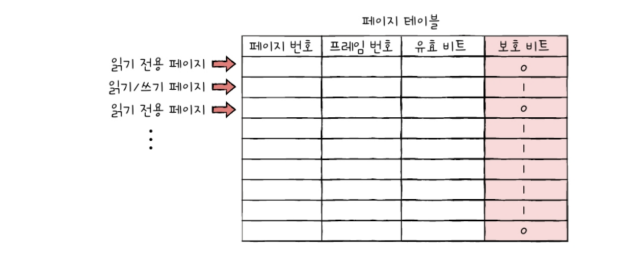 페이지 테이블
페이지 번호 프레임 번호 유효 비트 보호 비트
읽기 전용 페이지 0
읽기/쓰기 페이지 1
읽기 전용 페이지 0
1
1
1
1
1
0